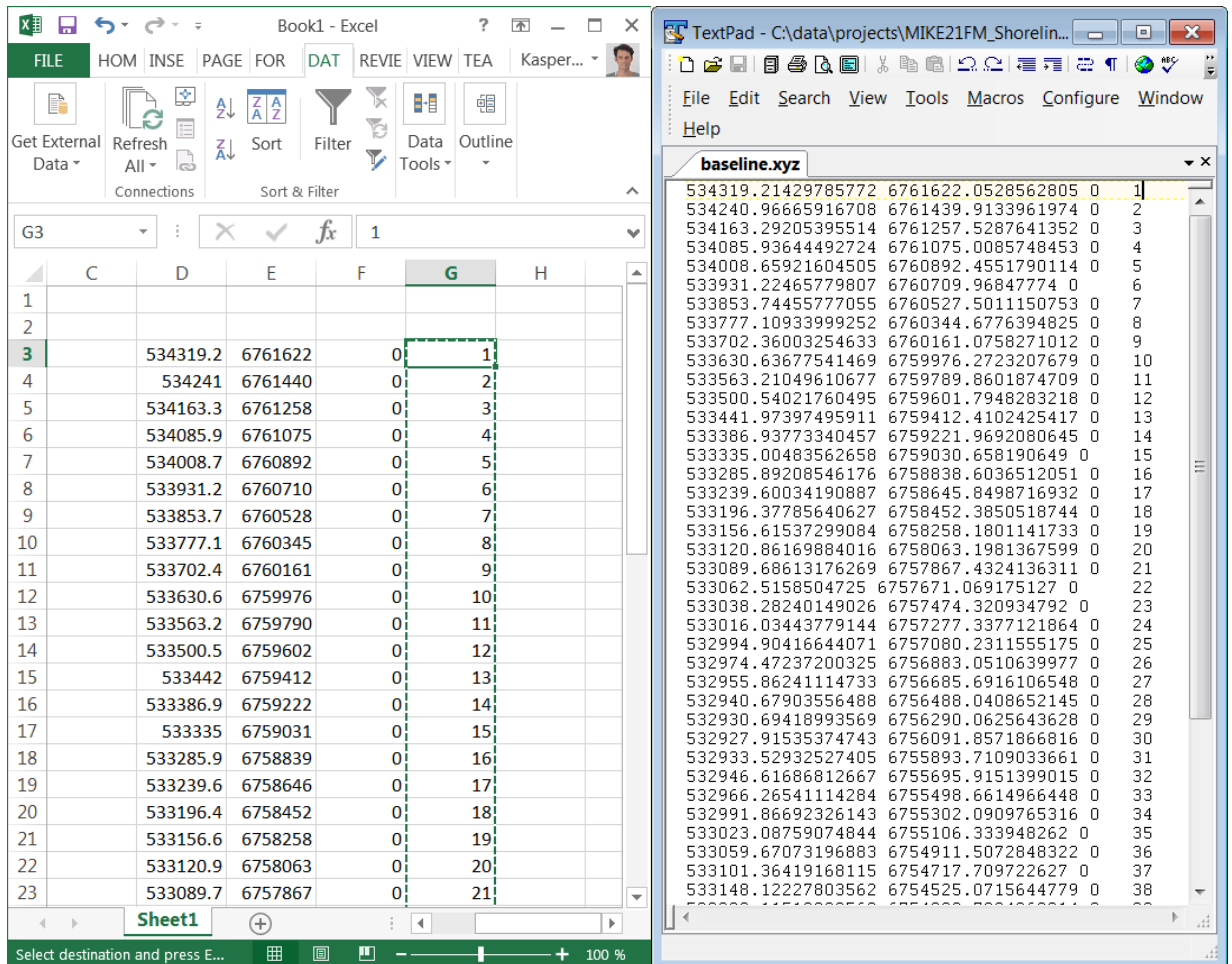 Book1 - Excel
FILE HOM INSE PAGE FOR DAT REVIE VIEW TEA Kasper...
Get External Data
Refresh All
Sort
Filter
Data Tools
Outline
Connections
Sort & Filter
G3 fx 1
C D E F G H
1
2
3 534319.2 6761622 0 1
4 534241 6761440 0 2
5 534163.3 6761258 0 3
6 534085.9 6761075 0 4
7 534008.7 6760892 0 5
8 533931.2 6760710 0 6
9 533853.7 6760528 0 7
10 533777.1 6760345 0 8
11 533702.4 6760161 0 9
12 533630.6 6759976 0 10
13 533563.2 6759790 0 11
14 533500.5 6759602 0 12
15 533442 6759412 0 13
16 533386.9 6759222 0 14
17 533335 6759031 0 15
18 533285.9 6758839 0 16
19 533239.6 6758646 0 17
20 533196.4 6758452 0 18
21 533156.6 6758258 0 19
22 533120.9 6758063 0 20
23 533089.7 6757867 0 21
Sheet1
Select destination and press E... 100 %
TextPad - C:\data\projects\MIKE21FM_Shorelin...
File Edit Search View Tools Macros Configure Window
Help
baseline.xyz
534319.21429785772 6761622.0528562805 0 1
534240.96665916708 6761439.9133961974 0 2
534163.29205395514 6761257.5287641352 0 3
534085.93644492724 6761075.0085748453 0 4
534008.65921604505 6760892.4551790114 0 5
533931.22465779807 6760709.96847774 0 6
533853.74455777055 6760527.5011150753 0 7
533777.10933999252 6760344.6776394825 0 8
533702.36003254633 6760161.0758271012 0 9
533630.63677541469 6759976.2723207679 0 10
533563.21049610677 6759789.8601874709 0 11
533500.54021760495 6759601.7948283218 0 12
533441.97397495911 6759412.4102425417 0 13
533386.93773340457 6759221.9692080645 0 14
533335.00483562658 6759030.658190649 0 15
533285.89208546176 6758838.6036512051 0 16
533239.60034190887 6758645.8498716932 0 17
533196.37785640627 6758452.3850518744 0 18
533156.61537299084 6758258.1801141733 0 19
533120.86169884016 6758063.1981367599 0 20
533089.68613176269 6757867.4324136311 0 21
533062.5158504725 6757671.069175127 0 22
533038.28240149026 6757474.320934792 0 23
533016.03443779144 6757277.3377121864 0 24
532994.90416644071 6757080.2311555175 0 25
532974.47237200325 6756883.0510639977 0 26
532955.86241114733 6756685.6916106548 0 27
532940.67903556488 6756488.0408652145 0 28
532930.69418993569 6756290.0625643628 0 29
532927.91535374743 6756091.8571866816 0 30
532933.52932527405 6755893.7109033661 0 31
532946.61686812667 6755695.9151399015 0 32
532966.26541114284 6755498.6614966448 0 33
532991.86692326143 6755302.0909765316 0 34
533023.08759074844 6755106.333948262 0 35
533059.67073196883 6754911.5072848322 0 36
533101.36419168115 6754717.709722627 0 37
533148.12227803562 6754525.0715644779 0 38